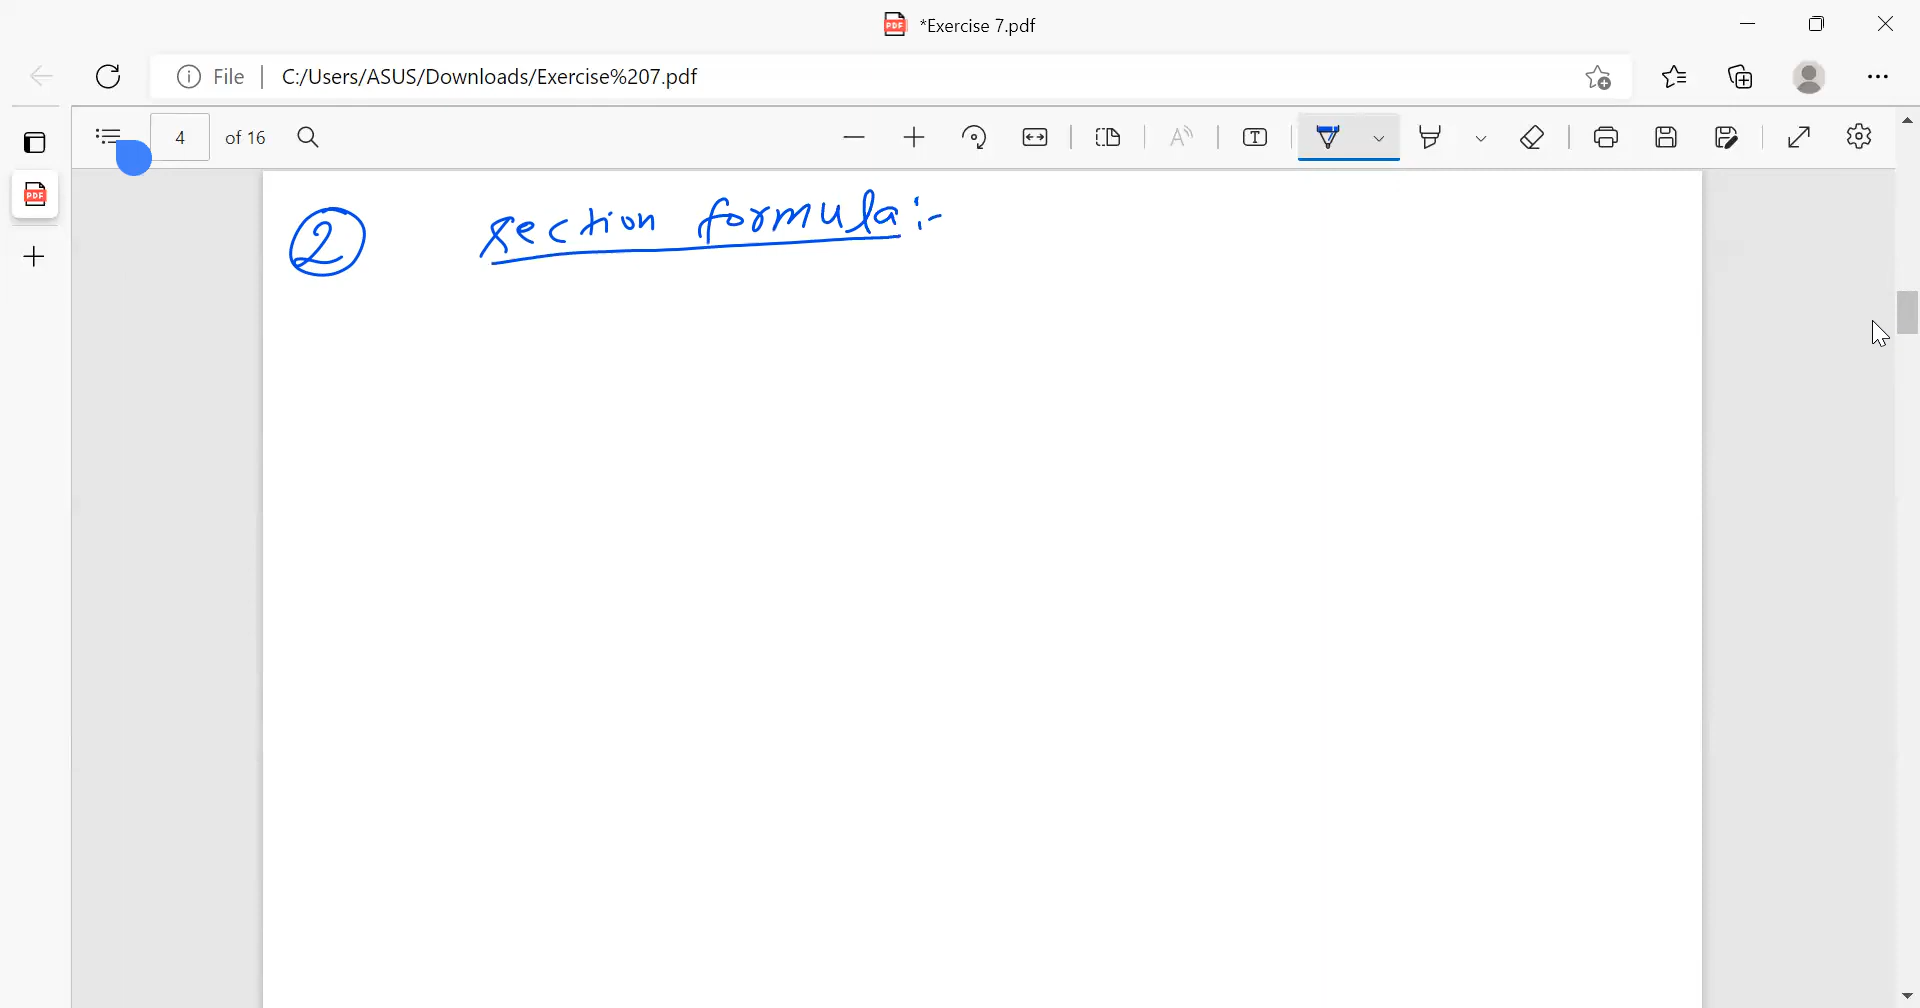 *Exercise 7.pdf
File C:/Users/ASUS/Downloads/Exercise%207.pdf
4 of 16
② section formula :-